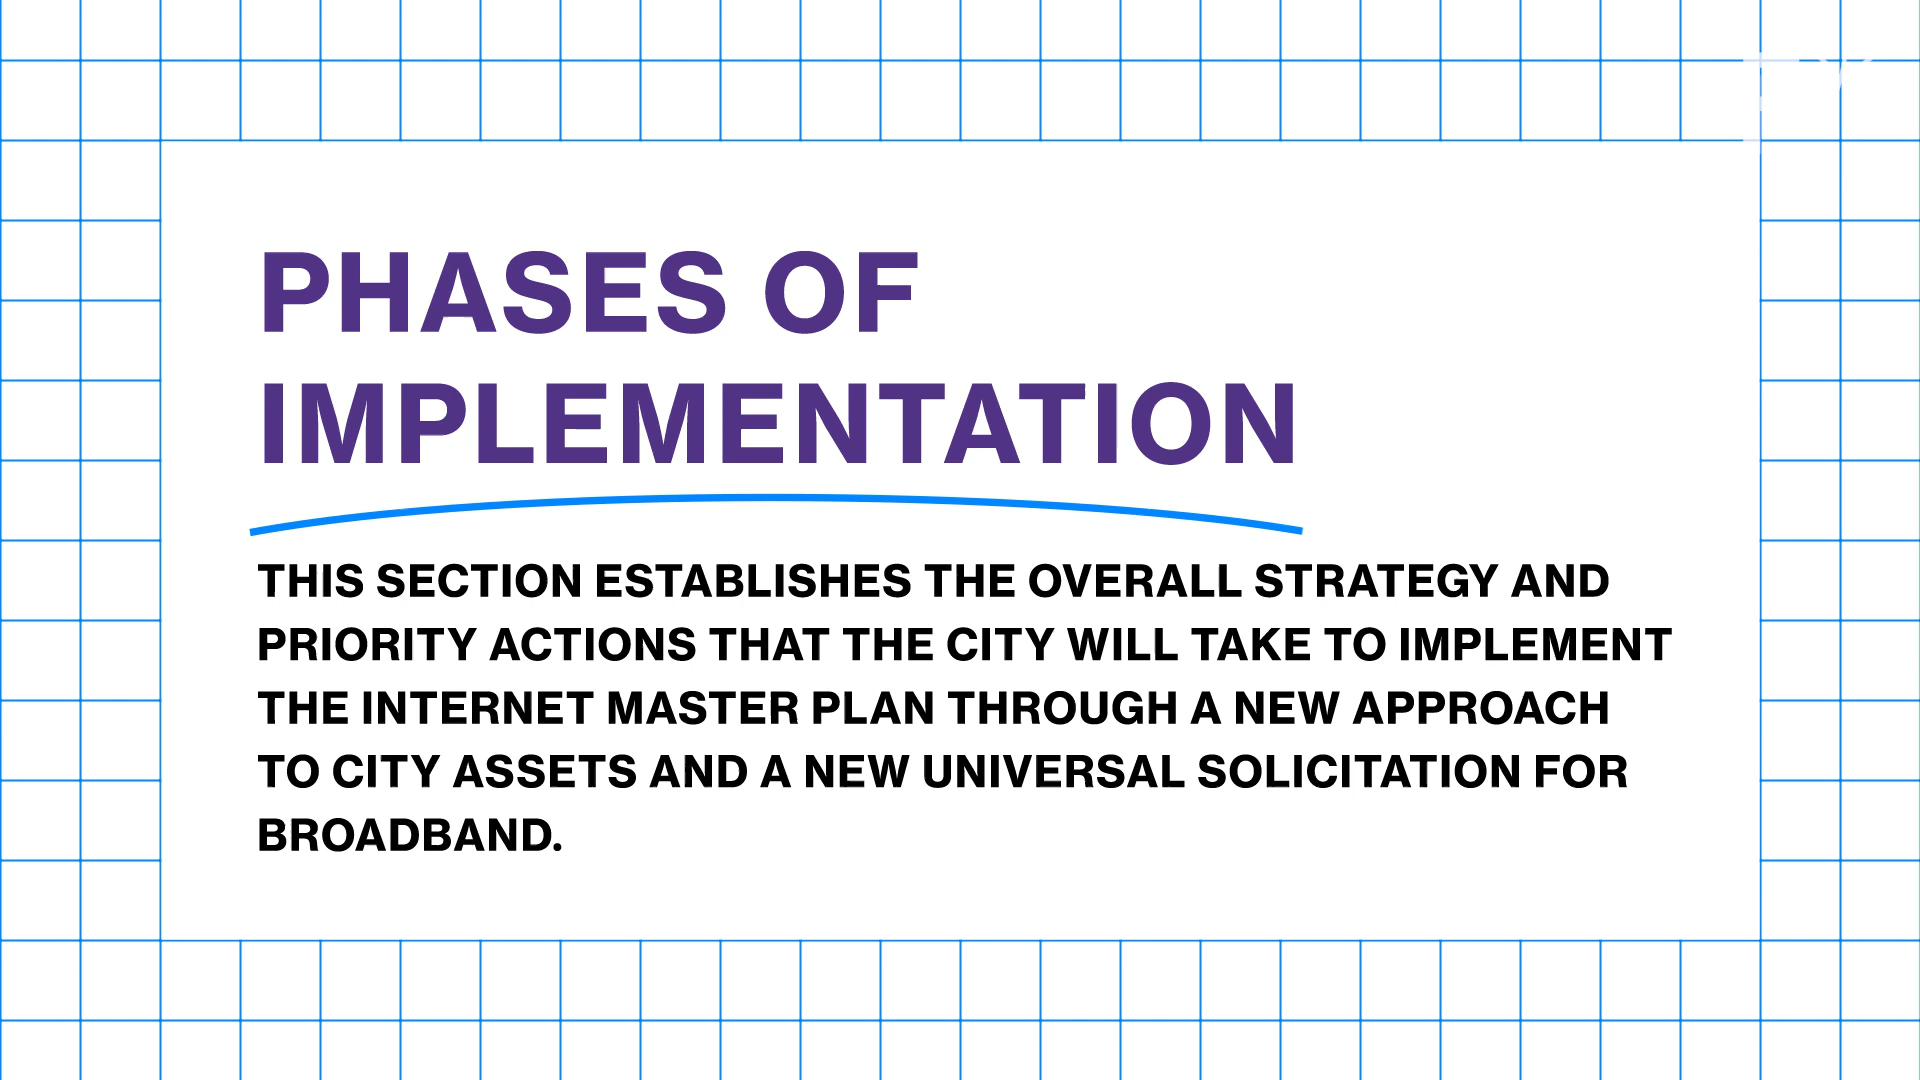 PHASES OF
IMPLEMENTATION
THIS SECTION ESTABLISHES THE OVERALL STRATEGY AND
PRIORITY ACTIONS THAT THE CITY WILL TAKE TO IMPLEMENT
THE INTERNET MASTER PLAN THROUGH A NEW APPROACH
TO CITY ASSETS AND A NEW UNIVERSAL SOLICITATION FOR
BROADBAND.